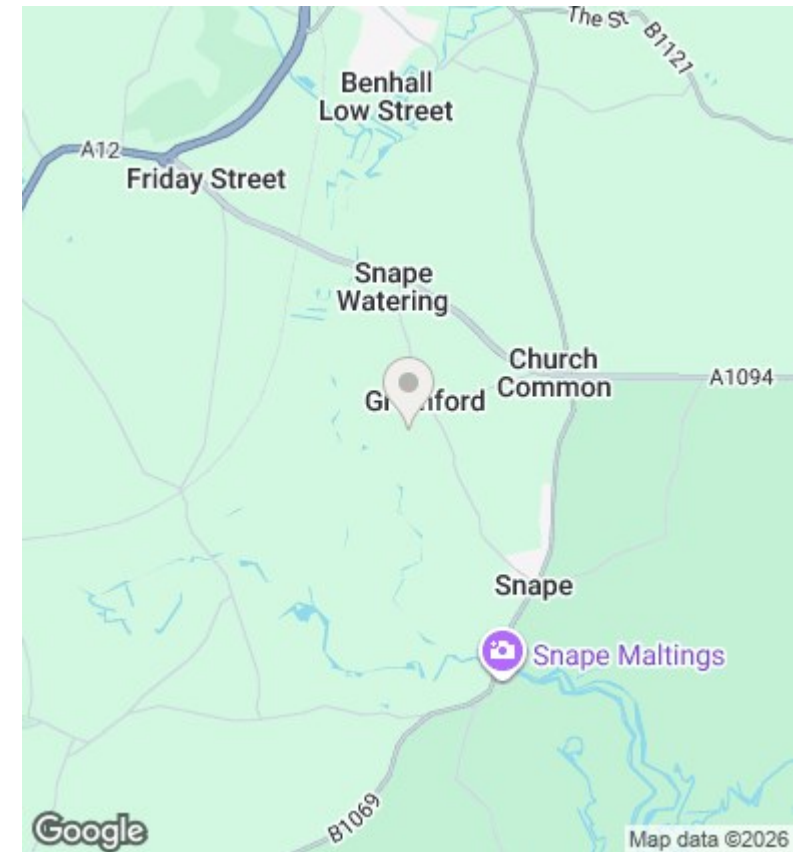 The St
B1121
Benhall
Low Street
A12
Friday Street
Snape
Watering
Church
Common
A1094
Snape
Snape Maltings
B1069
Google
Map data ©2026